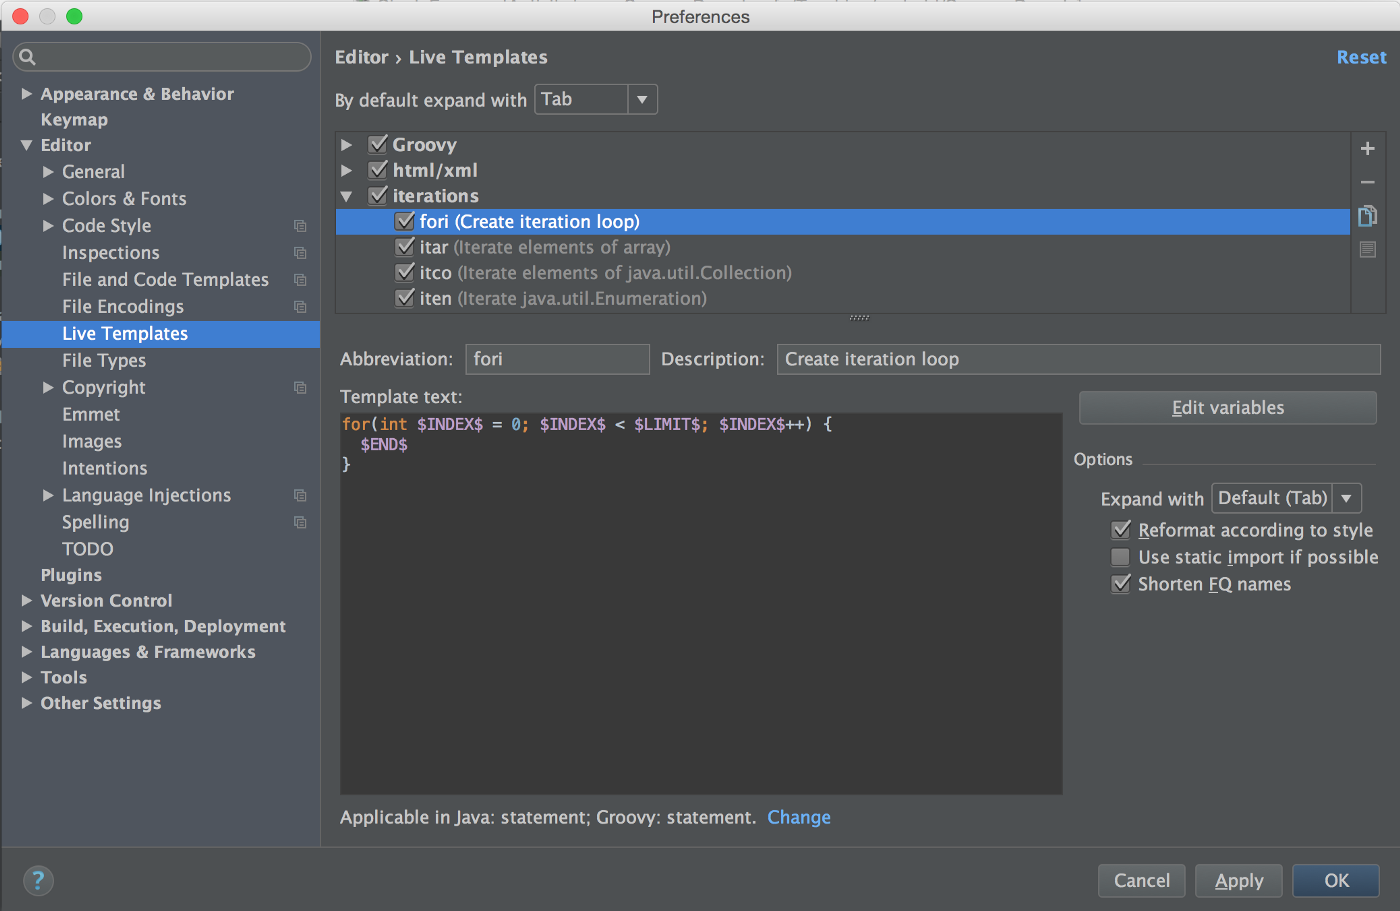 Preferences
Appearance & Behavior
Keymap
Editor
General
Colors & Fonts
Code Style
Inspections
File and Code Templates
File Encodings
Live Templates
File Types
Copyright
Emmet
Images
Intentions
Language Injections
Spelling
TODO
Plugins
Version Control
Build, Execution, Deployment
Languages & Frameworks
Tools
Other Settings
Editor › Live Templates
Reset
By default expand with Tab
Groovy
html/xml
iterations
fori (Create iteration loop)
itar (Iterate elements of array)
itco (Iterate elements of java.util.Collection)
iten (Iterate java.util.Enumeration)
Abbreviation: fori Description: Create iteration loop
Template text:
for(int $INDEX$ = 0; $INDEX$ < $LIMIT$; $INDEX$++) {
$END$
}
Edit variables
Options
Expand with Default (Tab)
Reformat according to style
Use static import if possible
Shorten FQ names
Applicable in Java: statement; Groovy: statement. Change
?
Cancel Apply OK